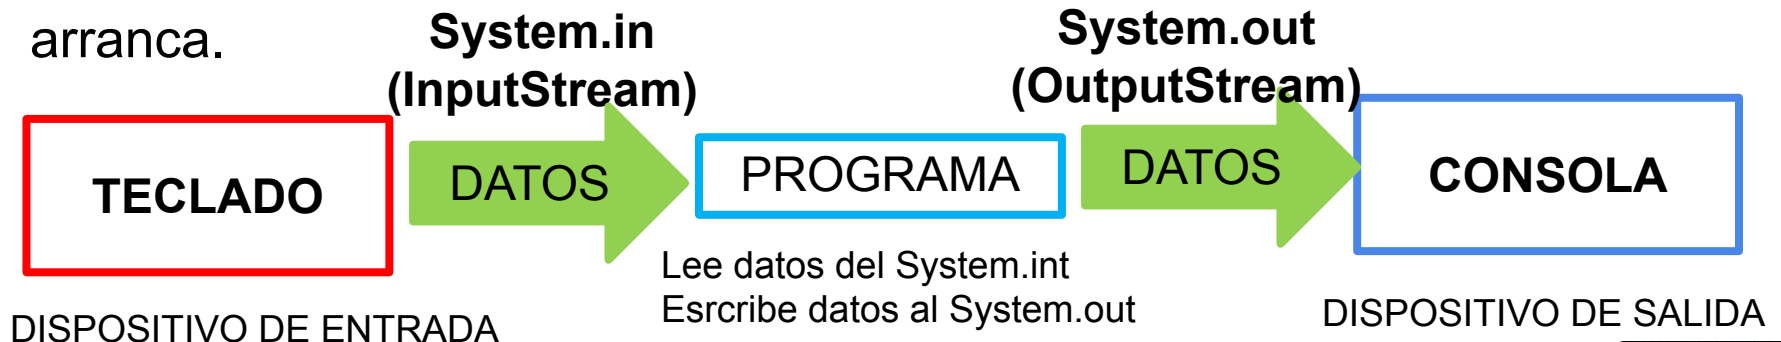 arranca.
System.in
(InputStream)
System.out
(OutputStream)
TECLADO
DATOS
PROGRAMA
DATOS
CONSOLA
Lee datos del System.int
Esrcribe datos al System.out
DISPOSITIVO DE ENTRADA
DISPOSITIVO DE SALIDA